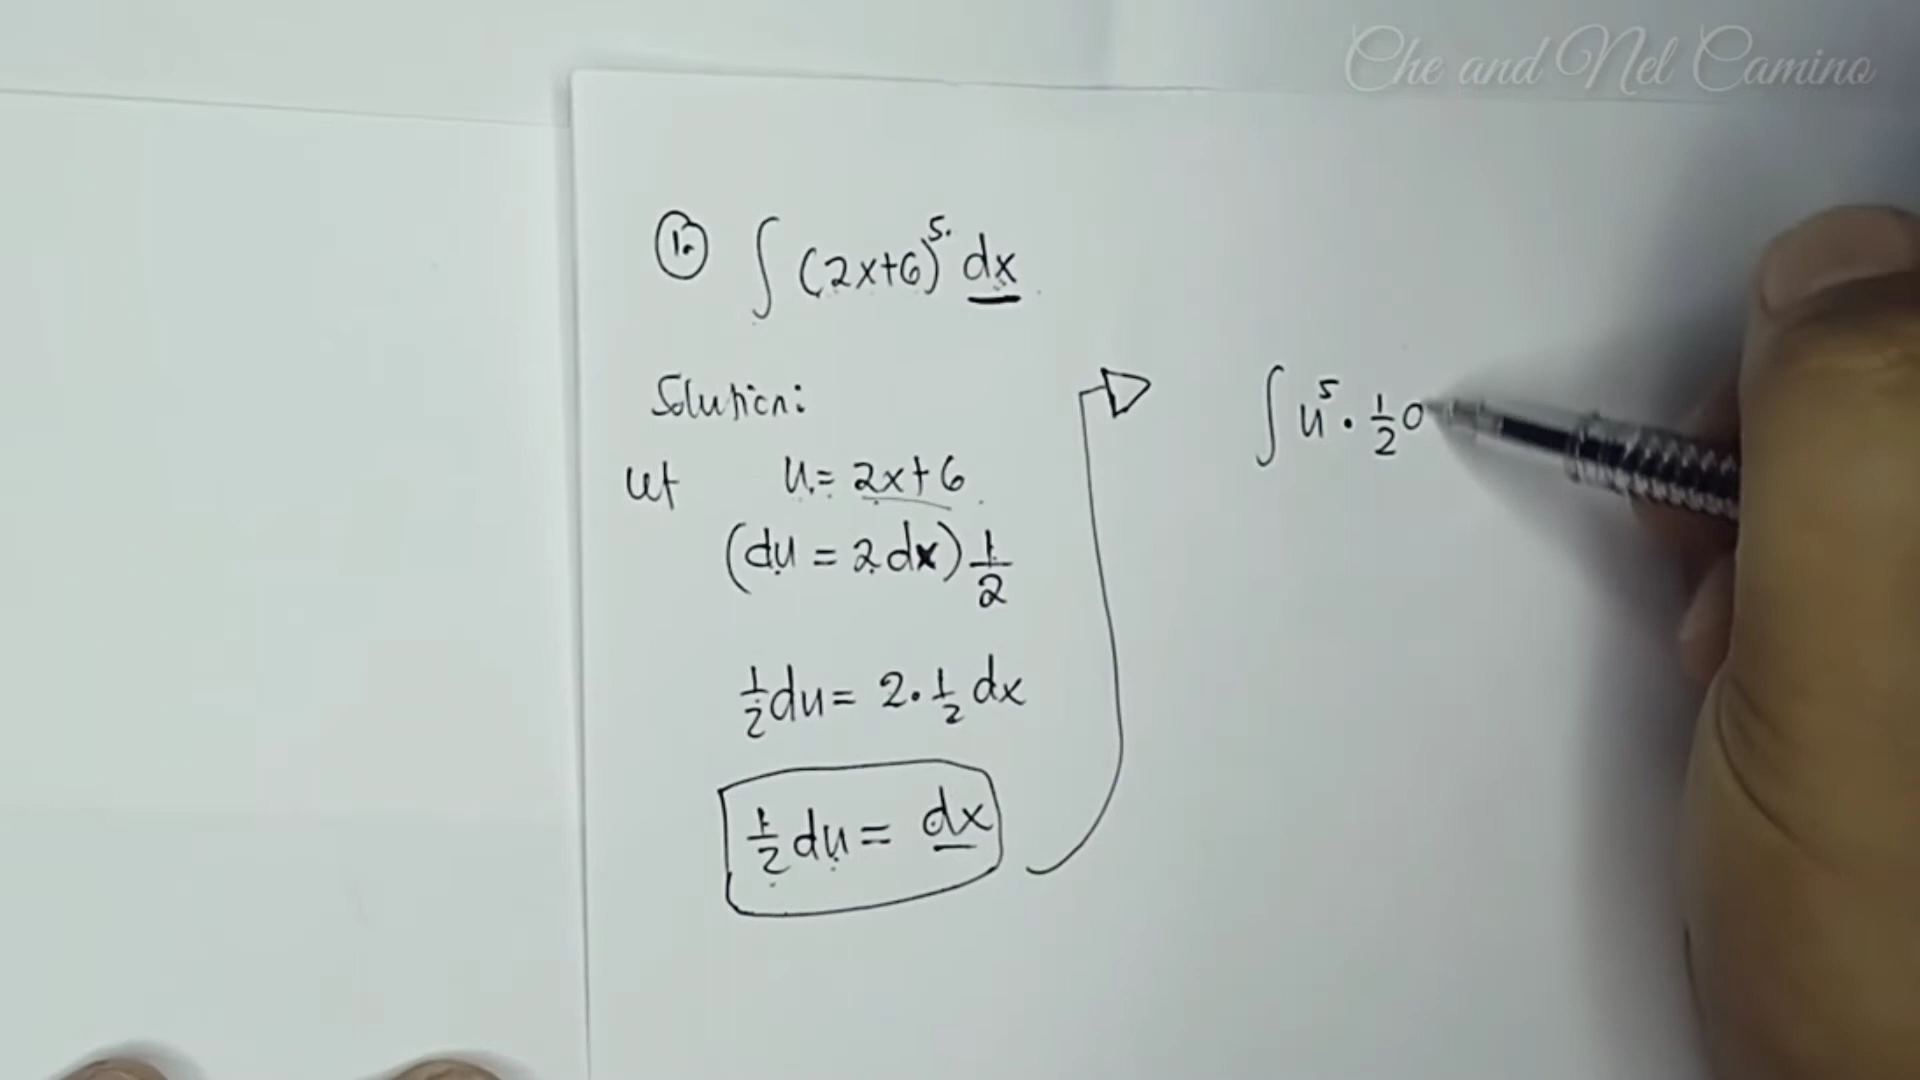 Che and Nel Camino
1. ∫ (2x+6)⁵ dx
Solution:
Let u = 2x+6
(du = 2dx) 1/2
1/2 du = 2 · 1/2 dx
1/2 du = dx
∫ u⁵ · 1/2